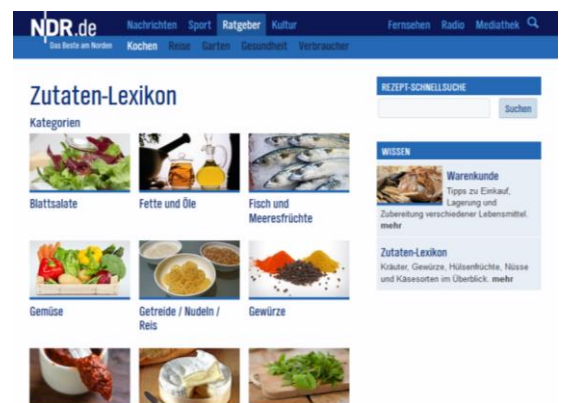 NDR.de
Das Beste am Norden
Nachrichten Sport Ratgeber Kultur
Fernsehen Radio Mediathek
Kochen Reise Garten Gesundheit Verbraucher
Zutaten-Lexikon
Kategorien
Blattsalate
Fette und Öle
Fisch und
Meeresfrüchte
Gemüse
Getreide / Nudeln /
Reis
Gewürze
REZEPT-SCHNELLSUCHE
Suchen
WISSEN
Warenkunde
Tipps zu Einkauf,
Lagerung und
Zubereitung verschiedener Lebensmittel.
mehr
Zutaten-Lexikon
Kräuter, Gewürze, Hülsenfrüchte, Nüsse
und Käsesorten im Überblick. mehr